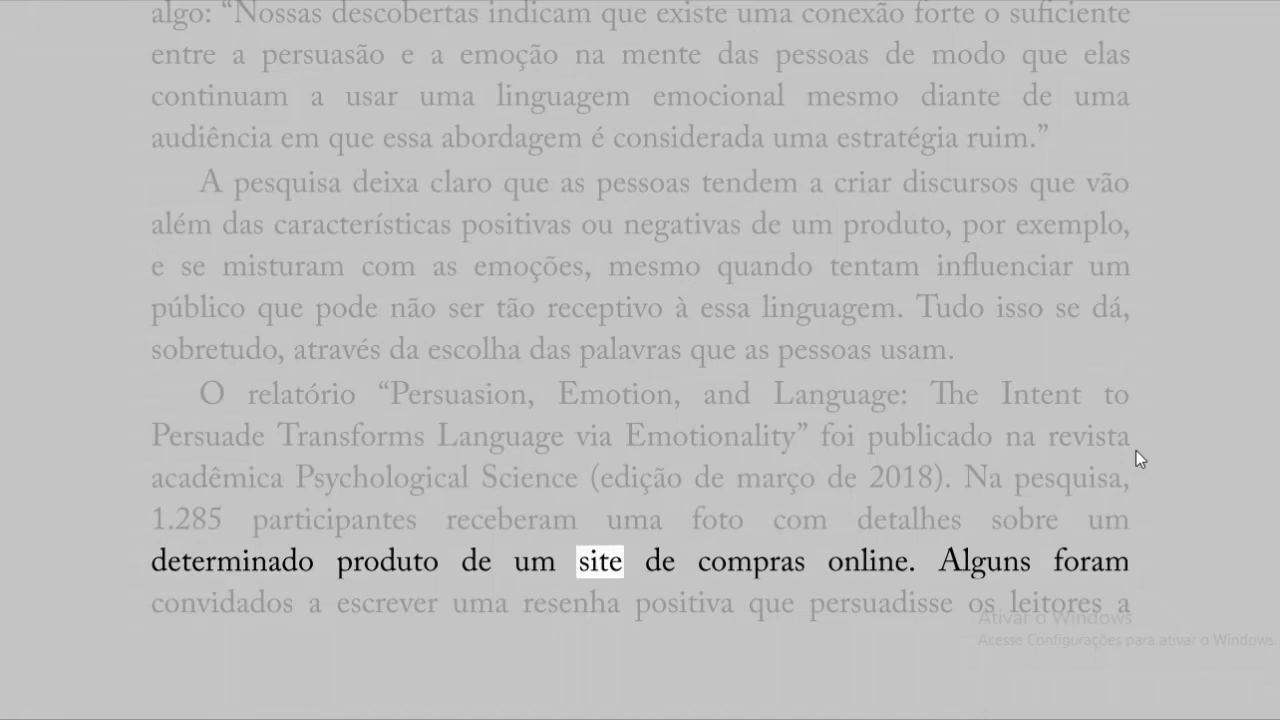 algo: “Nossas descobertas indicam que existe uma conexão forte o suficiente
entre a persuasão e a emoção na mente das pessoas de modo que elas
continuam a usar uma linguagem emocional mesmo diante de uma
audiência em que essa abordagem é considerada uma estratégia ruim.”
A pesquisa deixa claro que as pessoas tendem a criar discursos que vão
além das características positivas ou negativas de um produto, por exemplo,
e se misturam com as emoções, mesmo quando tentam influenciar um
público que pode não ser tão receptivo à essa linguagem. Tudo isso se dá,
sobretudo, através da escolha das palavras que as pessoas usam.
O relatório “Persuasion, Emotion, and Language: The Intent to
Persuade Transforms Language via Emotionality” foi publicado na revista
acadêmica Psychological Science (edição de março de 2018). Na pesquisa,
1.285 participantes receberam uma foto com detalhes sobre um
determinado produto de um site de compras online. Alguns foram
convidados a escrever uma resenha positiva que persuadisse os leitores a
Ativar o Windows
Acesse Configurações para ativar o Windows.